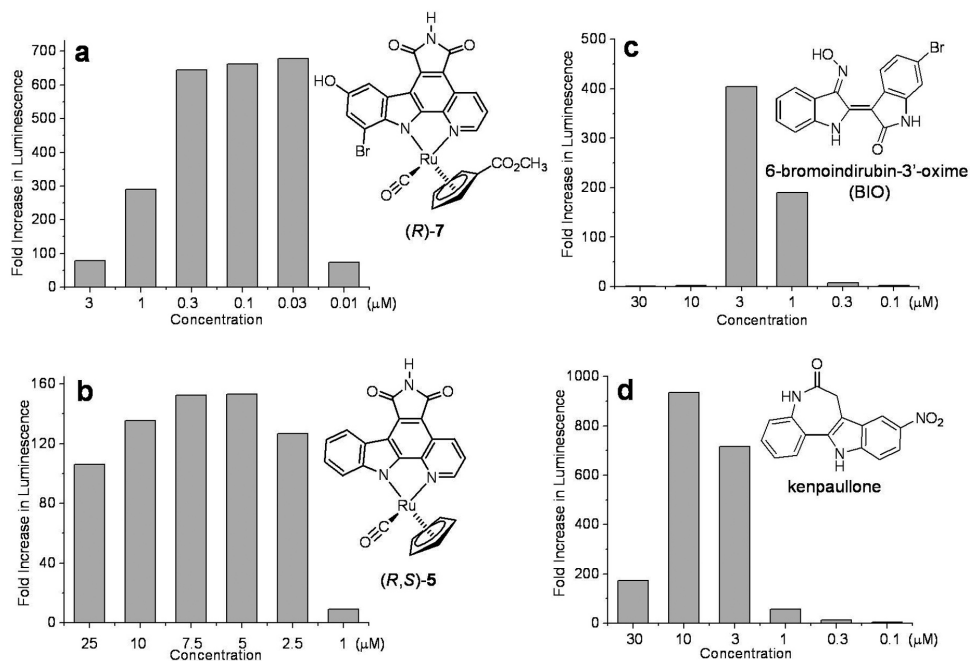 a
Fold Increase in Luminescence
700
600
500
400
300
200
100
0
3 1 0.3 0.1 0.03 0.01 (μM)
Concentration
H
O N O
HO
N N
Br
Ru
O C CO2CH3
(R)-7
c
Fold Increase in Luminescence
500
400
300
200
100
0
30 10 3 1 0.3 0.1 (μM)
Concentration
HO Br
N
N
H O NH
6-bromoindirubin-3'-oxime
(BIO)
b
Fold Increase in Luminescence
160
120
80
40
0
25 10 7.5 5 2.5 1 (μM)
Concentration
H
O N O
N N
Ru
O C
(R,S)-5
d
Fold Increase in Luminescence
1000
800
600
400
200
0
30 10 3 1 0.3 0.1 (μM)
Concentration
O
HN
NO2
N
H
kenpaullone